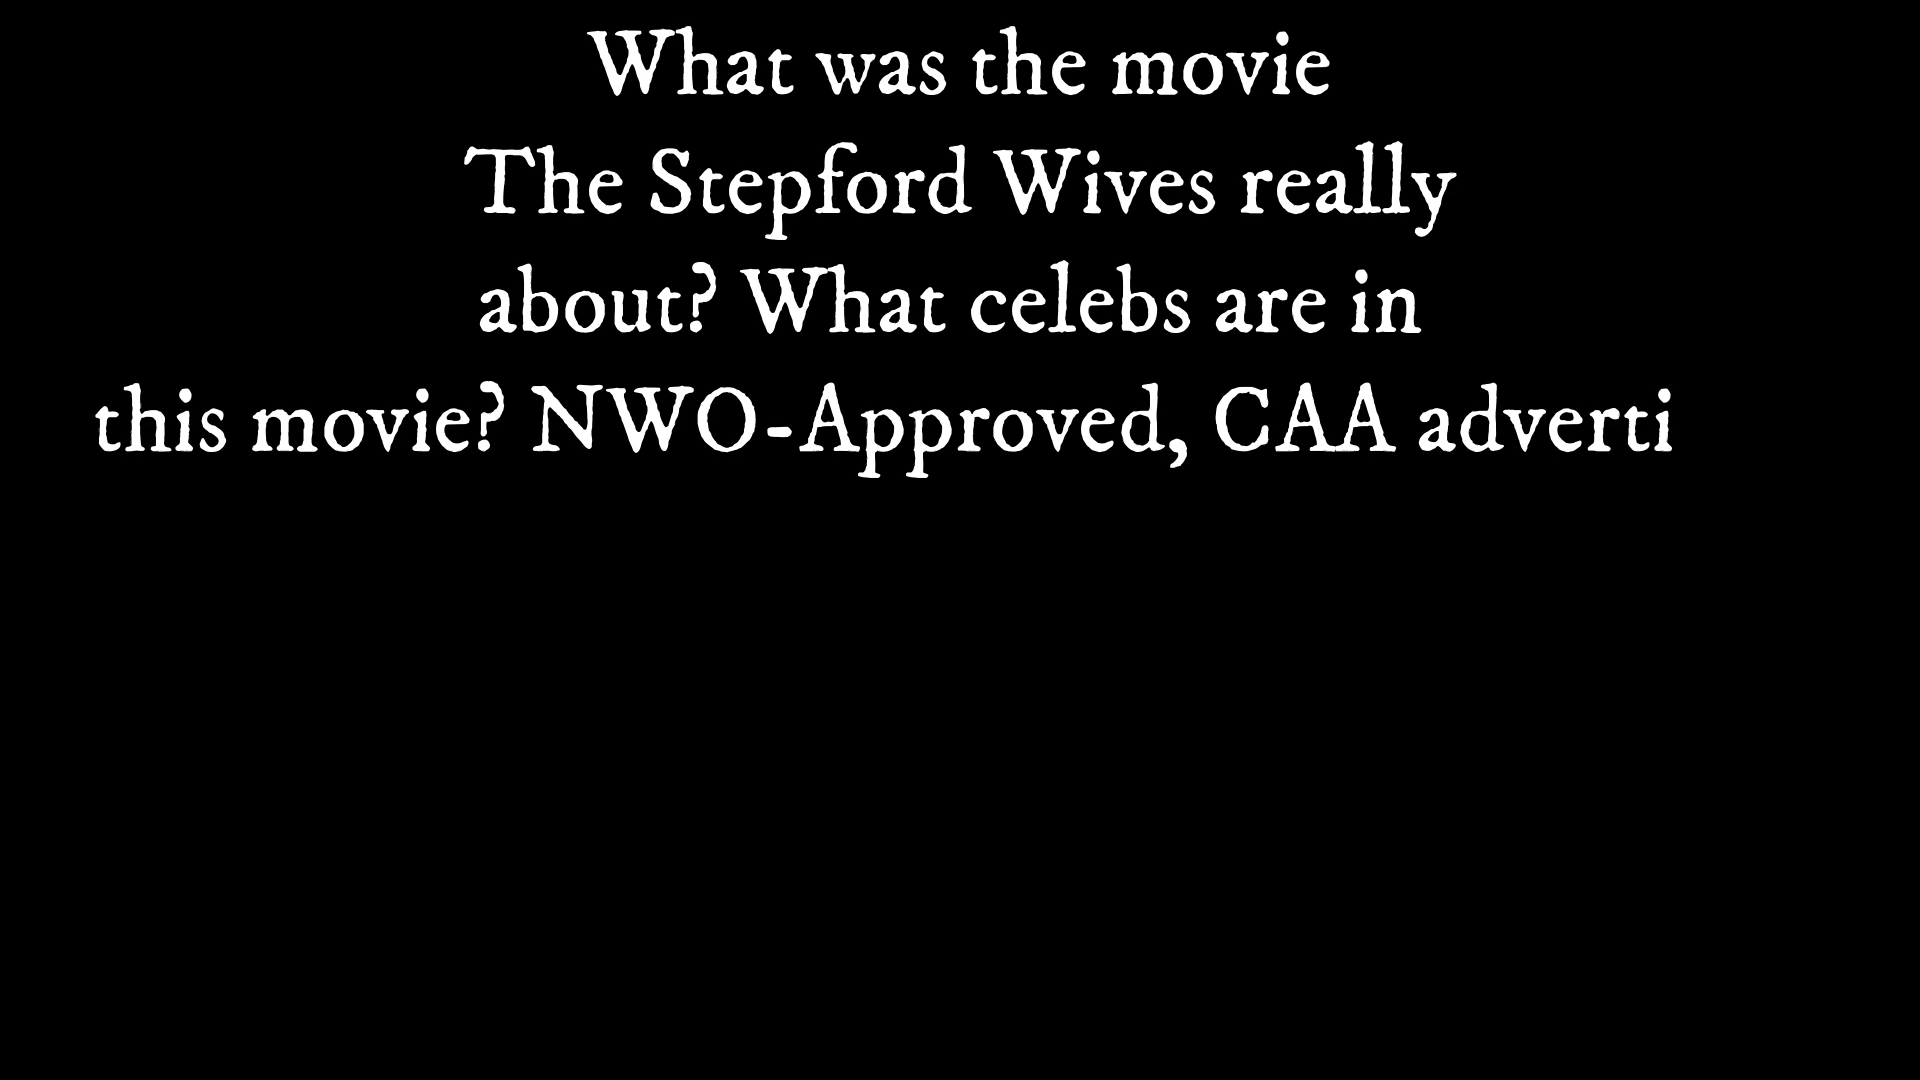 What was the movie
The Stepford Wives really
about? What celebs are in
this movie? NWO-Approved, CAA adverti